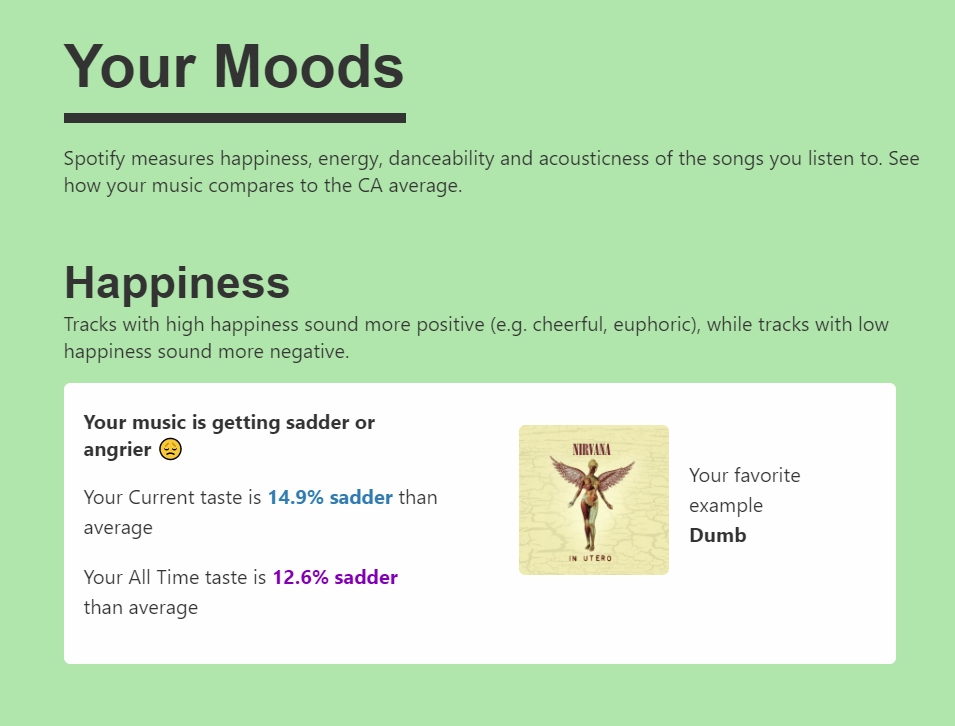 Your Moods
Spotify measures happiness, energy, danceability and acousticness of the songs you listen to. See
how your music compares to the CA average.
Happiness
Tracks with high happiness sound more positive (e.g. cheerful, euphoric), while tracks with low
happiness sound more negative.
Your music is getting sadder or
angrier 😞
Your Current taste is 14.9% sadder than
average
Your All Time taste is 12.6% sadder
than average
NIRVANA
IN UTERO
Your favorite
example
Dumb